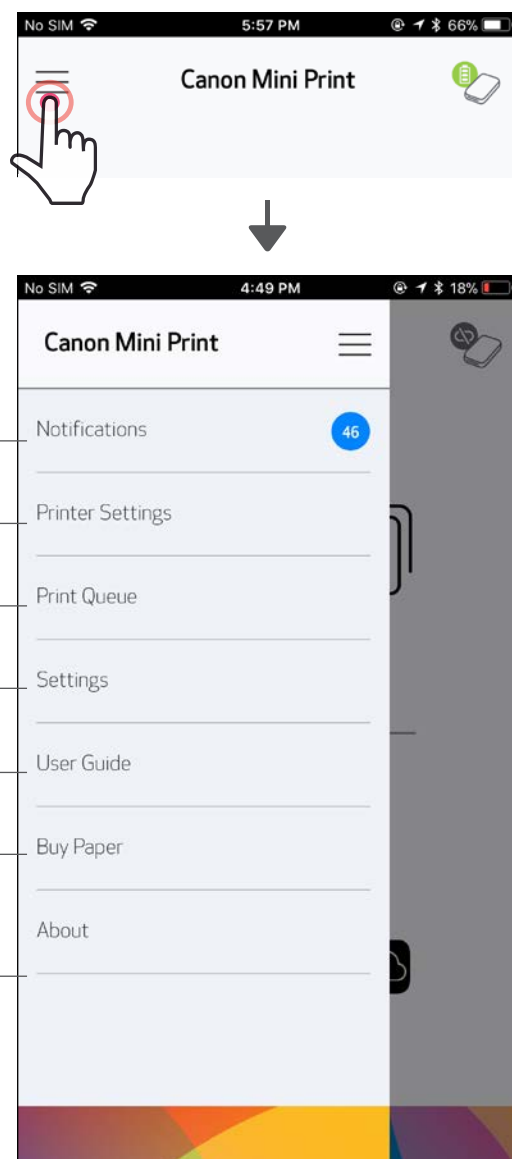 No SIM 5:57 PM 66%
Canon Mini Print
No SIM 4:49 PM 18%
Canon Mini Print
Notifications 46
Printer Settings
Print Queue
Settings
User Guide
Buy Paper
About